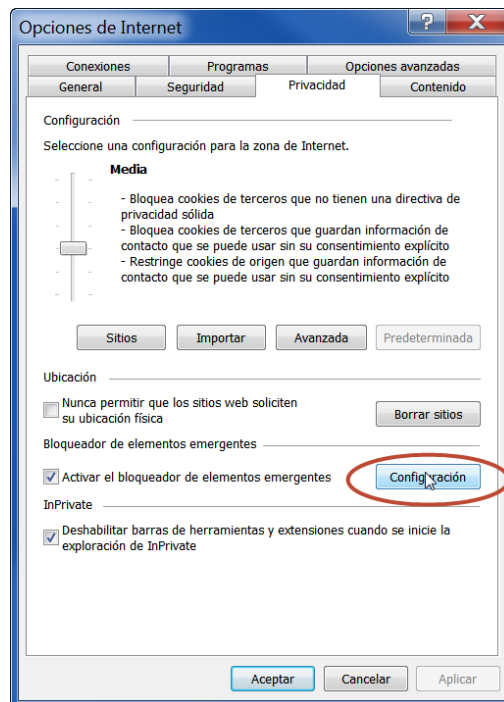 Opciones de Internet
Conexiones Programas Opciones avanzadas
General Seguridad Privacidad Contenido
Configuración
Seleccione una configuración para la zona de Internet.
Media
- Bloquea cookies de terceros que no tienen una directiva de
privacidad sólida
- Bloquea cookies de terceros que guardan información de
contacto que se puede usar sin su consentimiento explícito
- Restringe cookies de origen que guardan información de
contacto que se puede usar sin su consentimiento explícito
Sitios Importar Avanzada Predeterminada
Ubicación
Nunca permitir que los sitios web soliciten
su ubicación física
Borrar sitios
Bloqueador de elementos emergentes
Activar el bloqueador de elementos emergentes Configuración
InPrivate
Deshabilitar barras de herramientas y extensiones cuando se inicie la
exploración de InPrivate
Aceptar Cancelar Aplicar